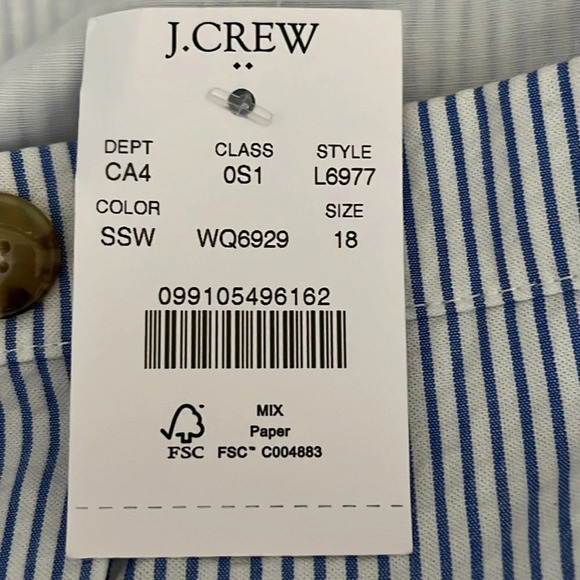 J.CREW
DEPT CLASS STYLE
CA4 0S1 L6977
COLOR SIZE
SSW WQ6929 18
099105496162
FSC
MIX
Paper
FSC™ C004883